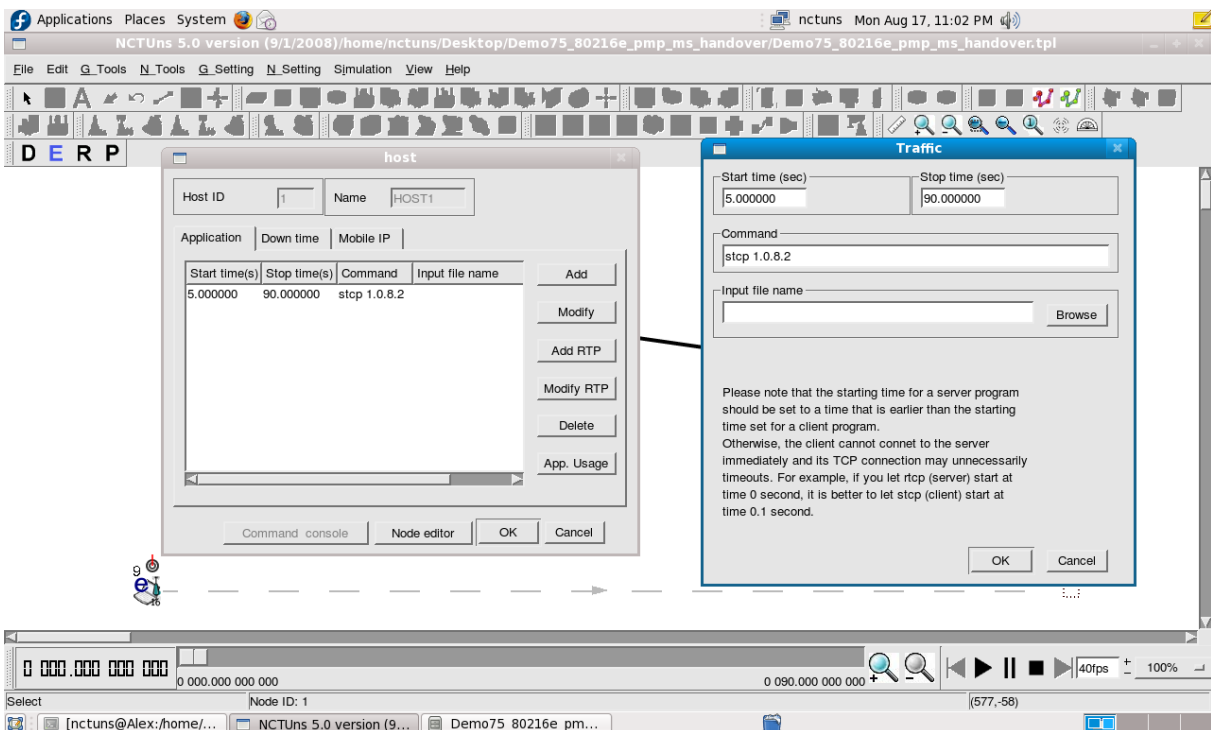 Applications Places System nctuns Mon Aug 17, 11:02 PM
NCTUns 5.0 version (9/1/2008)/home/nctuns/Desktop/Demo75_80216e_pmp_ms_handover/Demo75_80216e_pmp_ms_handover.tpl
File Edit G_Tools N_Tools G_Setting N_Setting Simulation View Help
A
D E R P
host
Host ID 1 Name HOST1
Application Down time Mobile IP
Start time(s) Stop time(s) Command Input file name
5.000000 90.000000 stcp 1.0.8.2
Add
Modify
Add RTP
Modify RTP
Delete
App. Usage
Command console Node editor OK Cancel
Traffic
Start time (sec) Stop time (sec)
5.000000 90.000000
Command
stcp 1.0.8.2
Input file name
Browse
Please note that the starting time for a server program
should be set to a time that is earlier than the starting
time set for a client program.
Otherwise, the client cannot connet to the server
immediately and its TCP connection may unnecessarily
timeouts. For example, if you let rtcp (server) start at
time 0 second, it is better to let stcp (client) start at
time 0.1 second.
OK Cancel
9
e
16
0 000.000 000 000
0 000.000 000 000 0 090.000 000 000
40fps 100%
Select Node ID: 1 (577,-58)
[nctuns@Alex:/home/... NCTUns 5.0 version (9... Demo75 80216e pm...